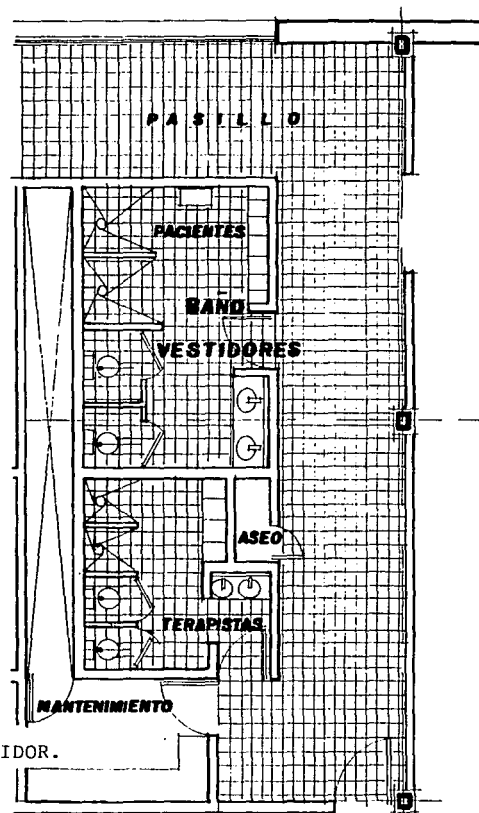 PASILLO
PACIENTES
BAÑO
VESTIDORES
ASEO
TERAPISTAS
MANTENIMIENTO
IDOR.